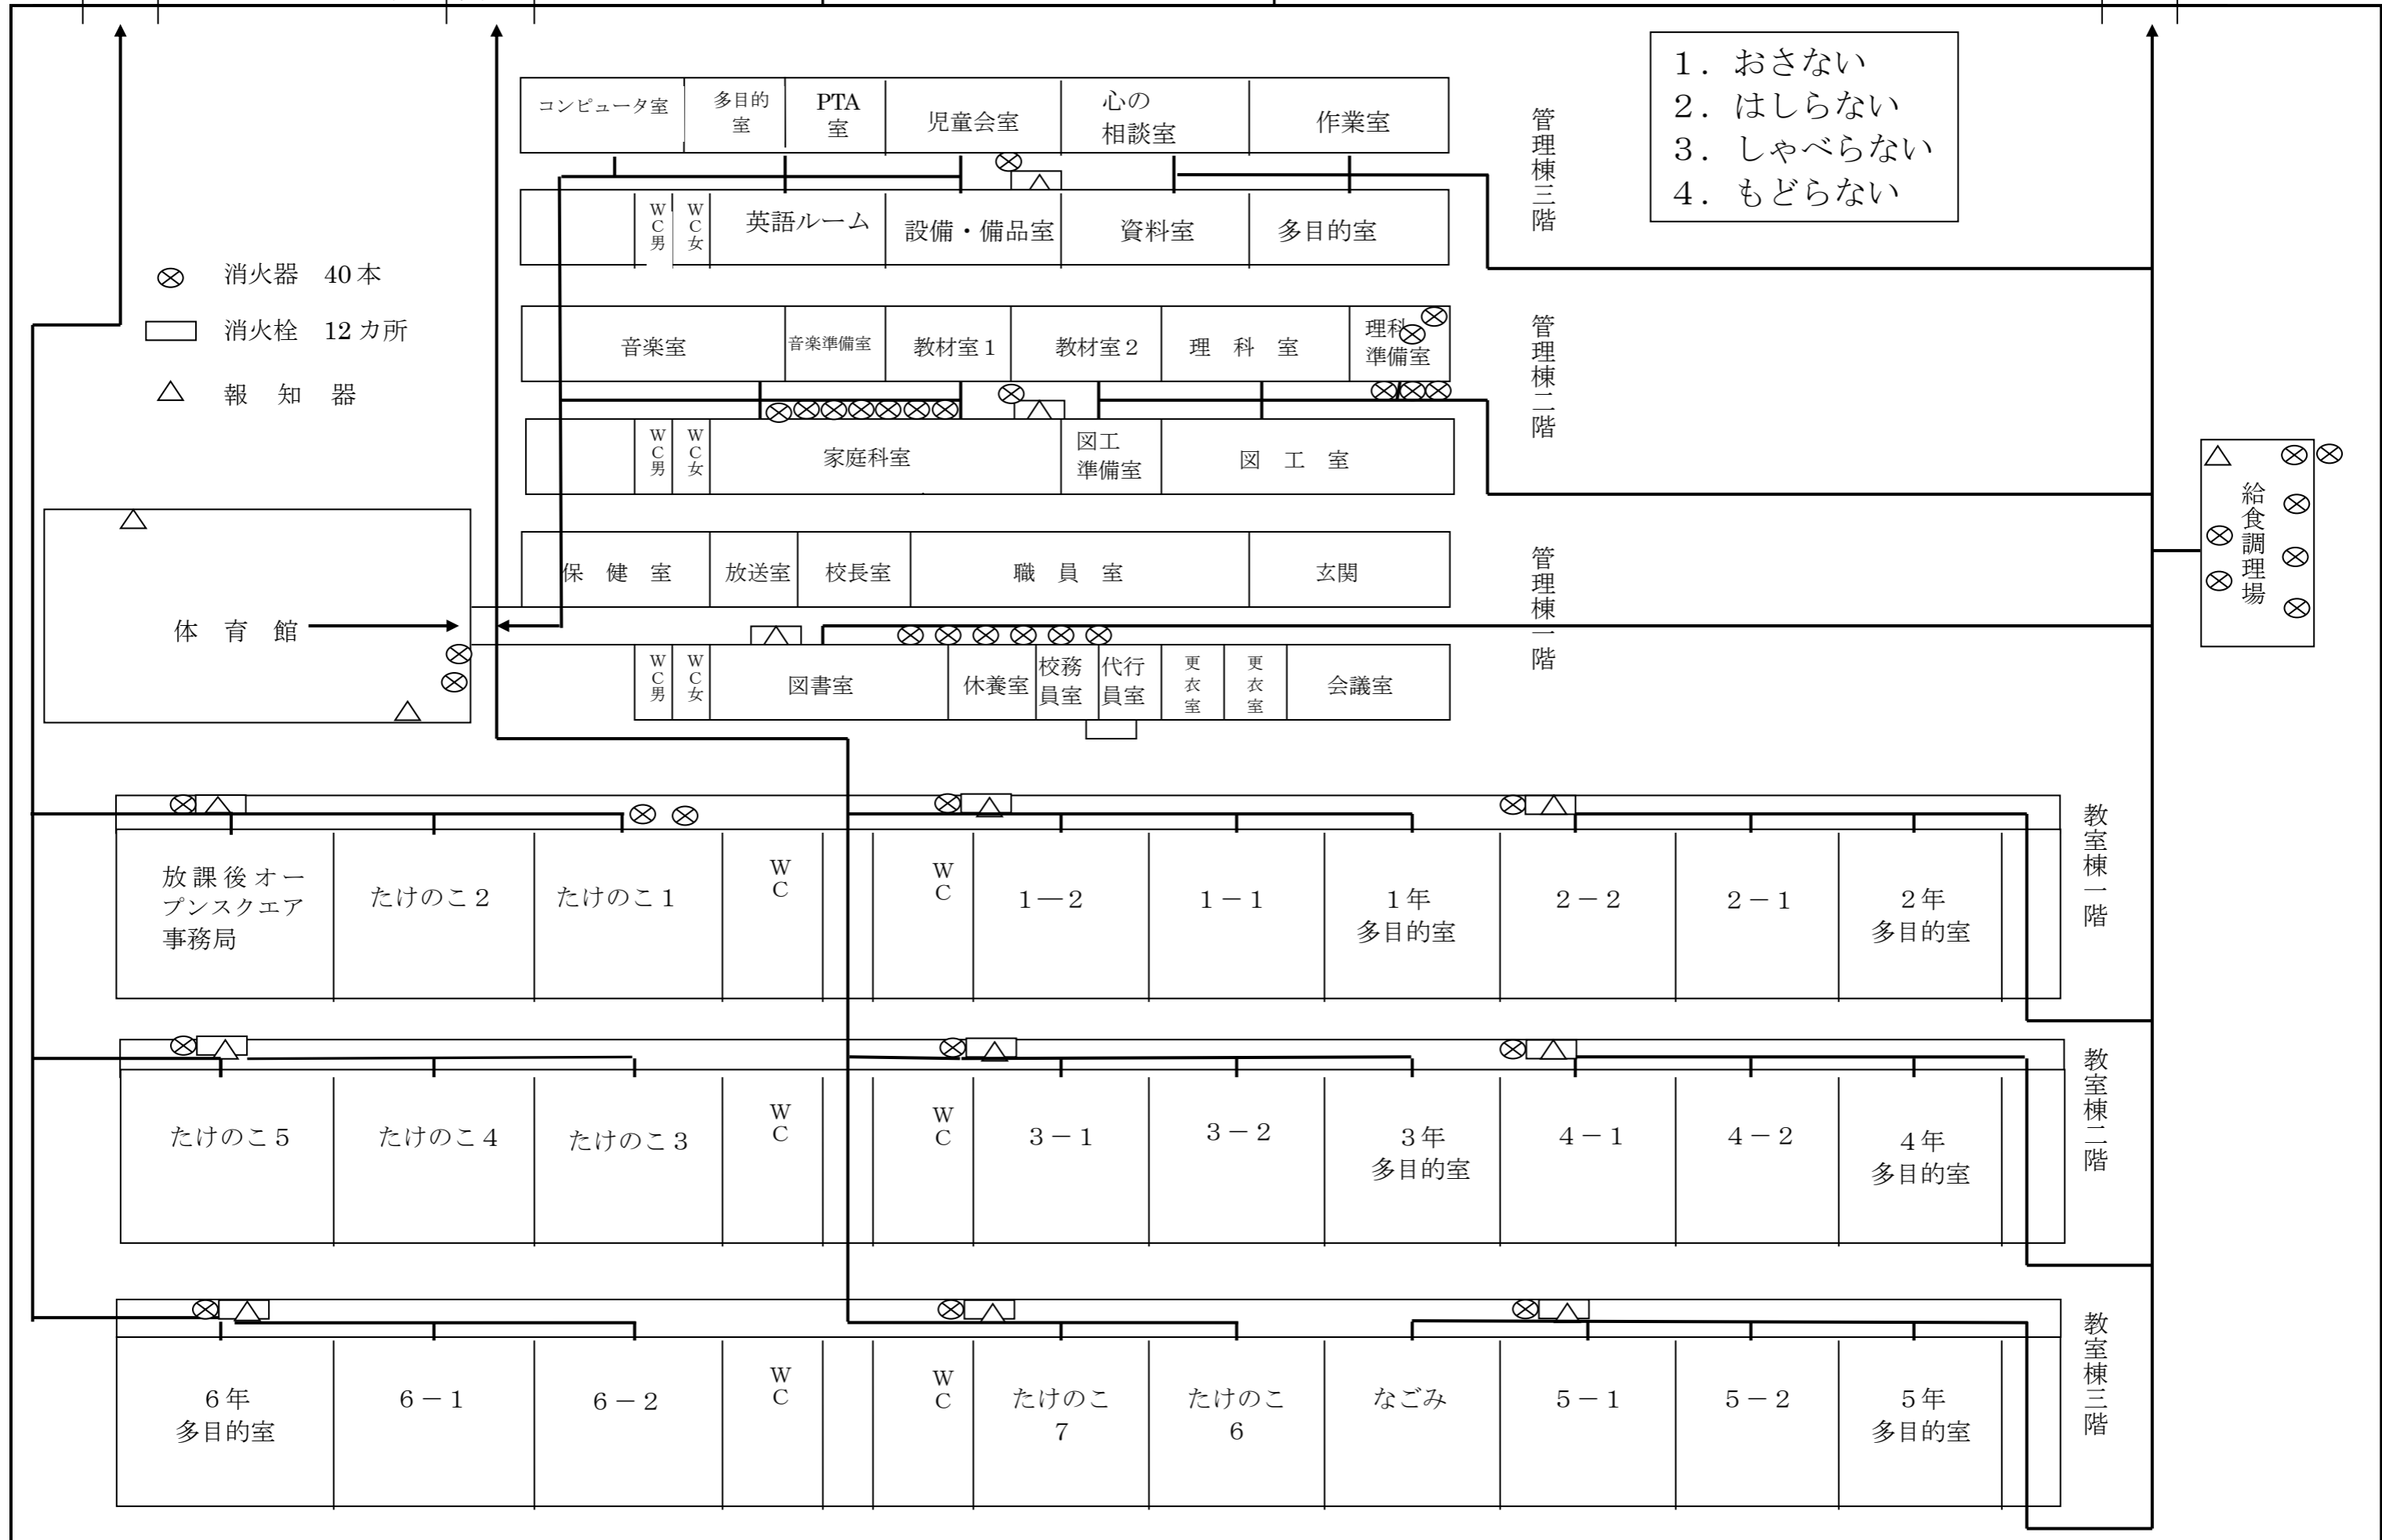 1．おさない
2．はしらない
3．しゃべらない
4．もどらない
コンピュータ室
多目的
室
PTA
室
児童会室
心の
相談室
作業室
管理棟三階
WC男
WC女
英語ルーム
設備・備品室
資料室
多目的室
消火器　40本
消火栓　12カ所
報　知　器
音楽室
音楽準備室
教材室1
教材室2
理　科　室
理科
準備室
管理棟二階
WC男
WC女
家庭科室
図工
準備室
図　工　室
給食調理場
保　健　室
放送室
校長室
職　員　室
玄関
管理棟一階
体　育　館
WC男
WC女
図書室
休養室
校務
員室
代行
員室
更衣室
更衣室
会議室
教室棟一階
放課後オー
プンスクエア
事務局
たけのこ2
たけのこ1
WC
WC
1―2
1－1
1年
多目的室
2－2
2－1
2年
多目的室
教室棟二階
たけのこ5
たけのこ4
たけのこ3
WC
WC
3－1
3－2
3年
多目的室
4－1
4－2
4年
多目的室
教室棟三階
6年
多目的室
6－1
6－2
WC
WC
たけのこ
7
たけのこ
6
なごみ
5－1
5－2
5年
多目的室